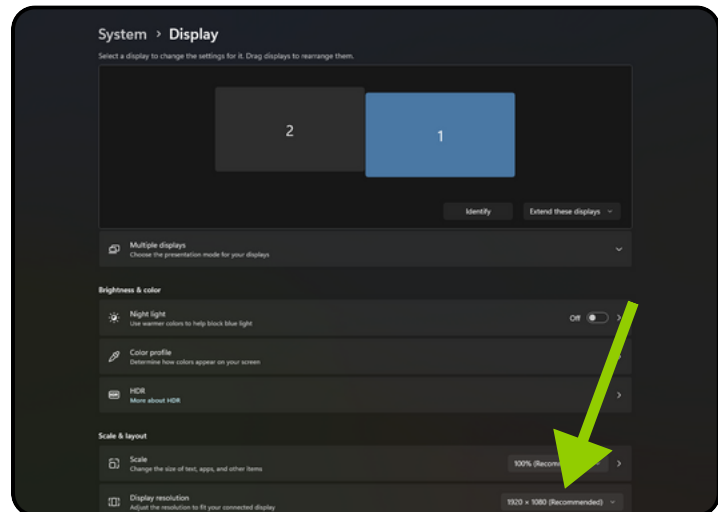 System > Display
Select a display to change the settings for it. Drag displays to rearrange them.
2
1
Identify
Extend these displays
Multiple displays
Choose the presentation mode for your displays
Brightness & color
Night light
Use warmer colors to help block blue light
Off
Color profile
Determine how colors appear on your screen
HDR
HDR
More about HDR
Scale & layout
Scale
Change the size of text, apps, and other items
100%
Display resolution
Adjust the resolution to fit your connected display
1920 × 1080 (Recommended)